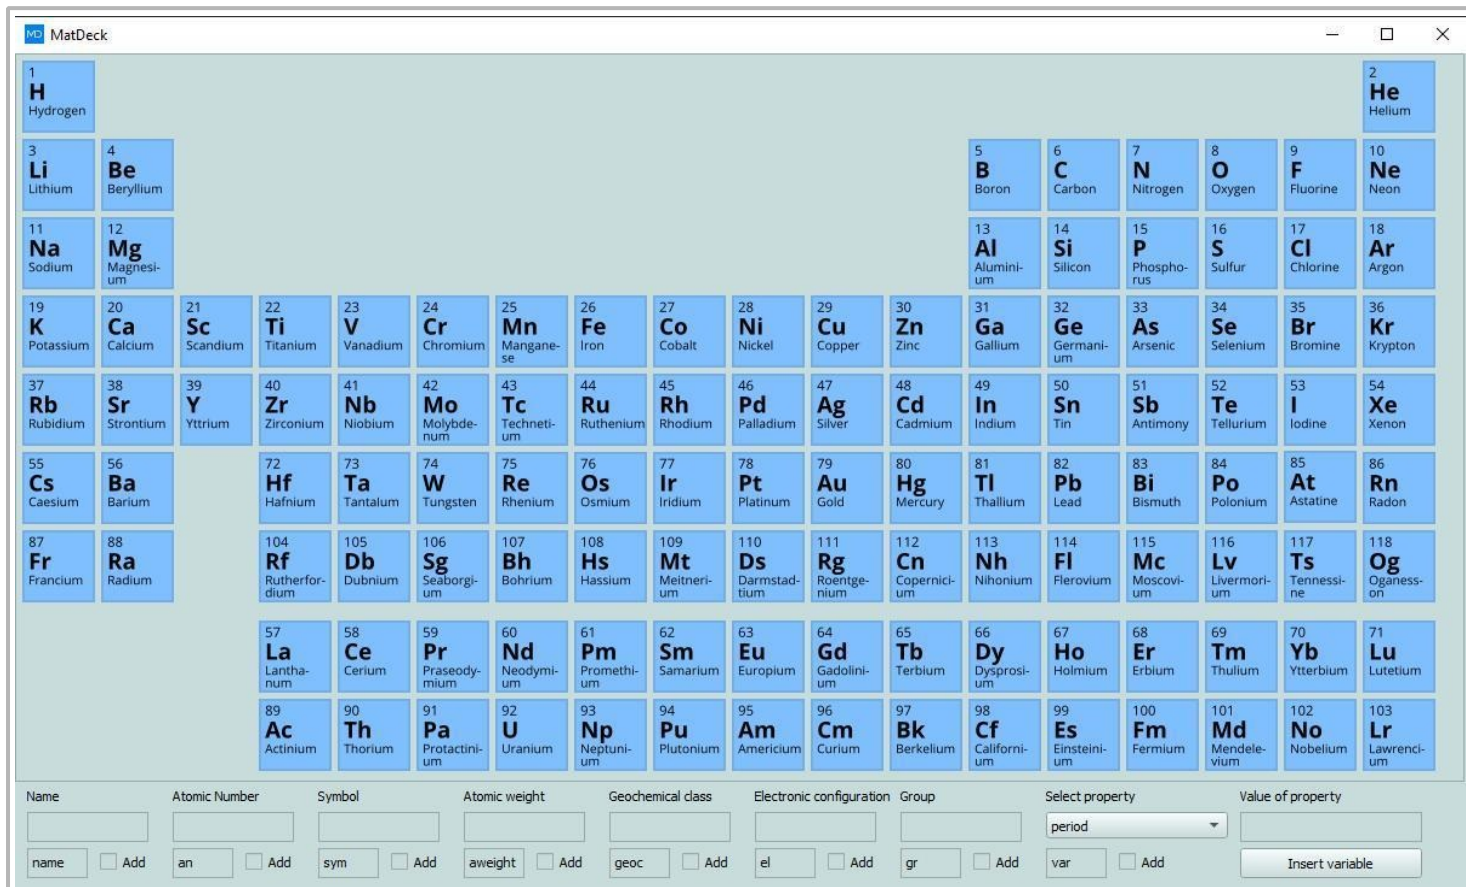 MD MatDeck
1
H
Hydrogen
2
He
Helium
3
Li
Lithium
4
Be
Beryllium
5
B
Boron
6
C
Carbon
7
N
Nitrogen
8
O
Oxygen
9
F
Fluorine
10
Ne
Neon
11
Na
Sodium
12
Mg
Magnesi-
um
13
Al
Alumini-
um
14
Si
Silicon
15
P
Phospho-
rus
16
S
Sulfur
17
Cl
Chlorine
18
Ar
Argon
19
K
Potassium
20
Ca
Calcium
21
Sc
Scandium
22
Ti
Titanium
23
V
Vanadium
24
Cr
Chromium
25
Mn
Mangane-
se
26
Fe
Iron
27
Co
Cobalt
28
Ni
Nickel
29
Cu
Copper
30
Zn
Zinc
31
Ga
Gallium
32
Ge
Germani-
um
33
As
Arsenic
34
Se
Selenium
35
Br
Bromine
36
Kr
Krypton
37
Rb
Rubidium
38
Sr
Strontium
39
Y
Yttrium
40
Zr
Zirconium
41
Nb
Niobium
42
Mo
Molybde-
num
43
Tc
Techneti-
um
44
Ru
Ruthenium
45
Rh
Rhodium
46
Pd
Palladium
47
Ag
Silver
48
Cd
Cadmium
49
In
Indium
50
Sn
Tin
51
Sb
Antimony
52
Te
Tellurium
53
I
Iodine
54
Xe
Xenon
55
Cs
Caesium
56
Ba
Barium
72
Hf
Hafnium
73
Ta
Tantalum
74
W
Tungsten
75
Re
Rhenium
76
Os
Osmium
77
Ir
Iridium
78
Pt
Platinum
79
Au
Gold
80
Hg
Mercury
81
Tl
Thallium
82
Pb
Lead
83
Bi
Bismuth
84
Po
Polonium
85
At
Astatine
86
Rn
Radon
87
Fr
Francium
88
Ra
Radium
104
Rf
Rutherfor-
dium
105
Db
Dubnium
106
Sg
Seaborgi-
um
107
Bh
Bohrium
108
Hs
Hassium
109
Mt
Meitneri-
um
110
Ds
Darmstad-
tium
111
Rg
Roentge-
nium
112
Cn
Copernici-
um
113
Nh
Nihonium
114
Fl
Flerovium
115
Mc
Moscovi-
um
116
Lv
Livermori-
um
117
Ts
Tennessi-
ne
118
Og
Oganess-
on
57
La
Lantha-
num
58
Ce
Cerium
59
Pr
Praseody-
mium
60
Nd
Neodymi-
um
61
Pm
Promethi-
um
62
Sm
Samarium
63
Eu
Europium
64
Gd
Gadolini-
um
65
Tb
Terbium
66
Dy
Dysprosi-
um
67
Ho
Holmium
68
Er
Erbium
69
Tm
Thulium
70
Yb
Ytterbium
71
Lu
Lutetium
89
Ac
Actinium
90
Th
Thorium
91
Pa
Protactini-
um
92
U
Uranium
93
Np
Neptuni-
um
94
Pu
Plutonium
95
Am
Americium
96
Cm
Curium
97
Bk
Berkelium
98
Cf
Californi-
um
99
Es
Einsteini-
um
100
Fm
Fermium
101
Md
Mendele-
vium
102
No
Nobelium
103
Lr
Lawrenci-
um
Name Atomic Number Symbol Atomic weight Geochemical class Electronic configuration Group Select property Value of property
period
name Add an Add sym Add aweight Add geoc Add el Add gr Add var Add Insert variable